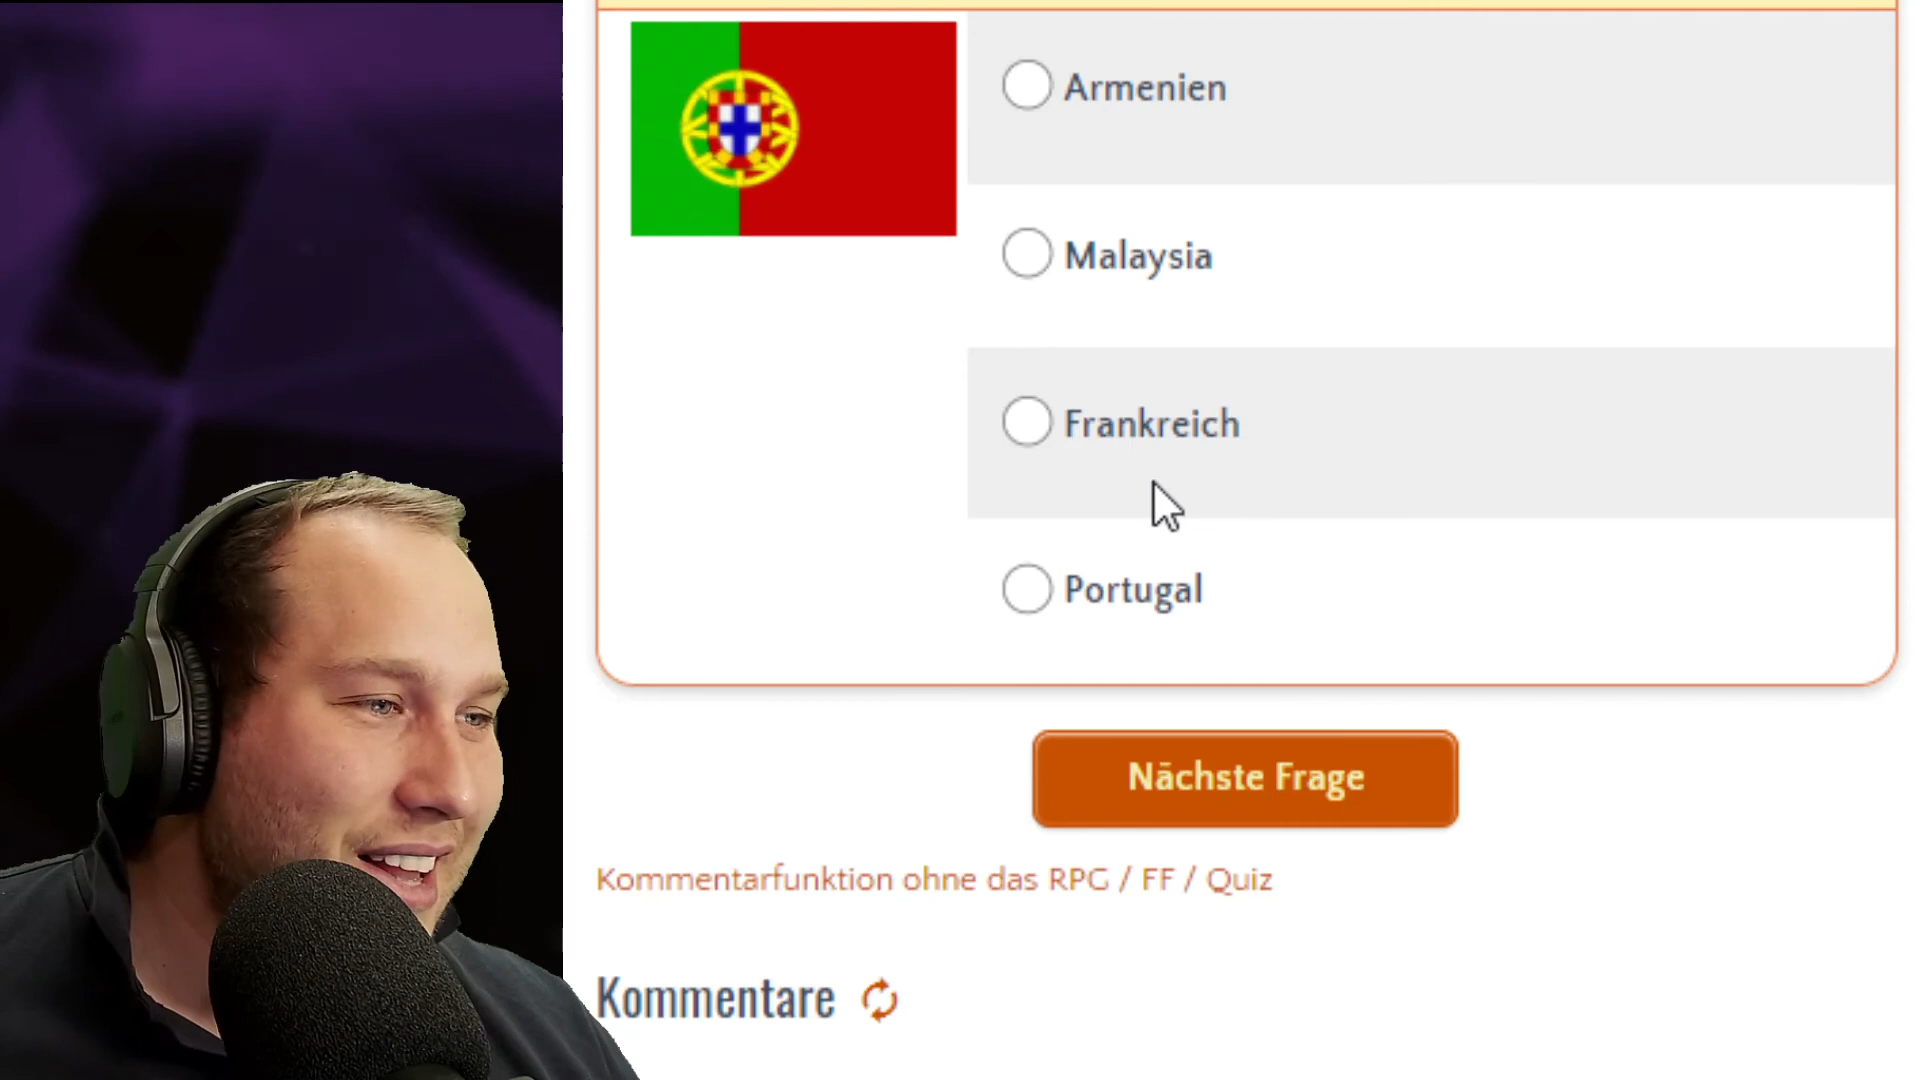 Armenien
Malaysia
Frankreich
Portugal
Nächste Frage
Kommentarfunktion ohne das RPG / FF / Quiz
Kommentare